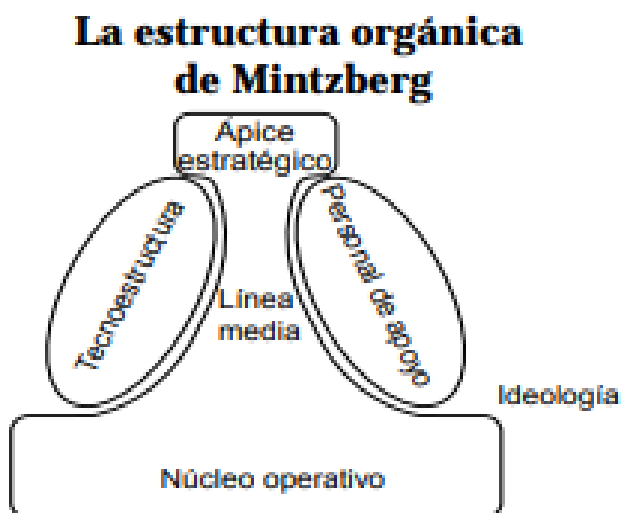 La estructura orgánica
de Mintzberg
Ápice
estratégico
Tecnoestructura
Personal de apoyo
Línea
media
Ideología
Núcleo operativo